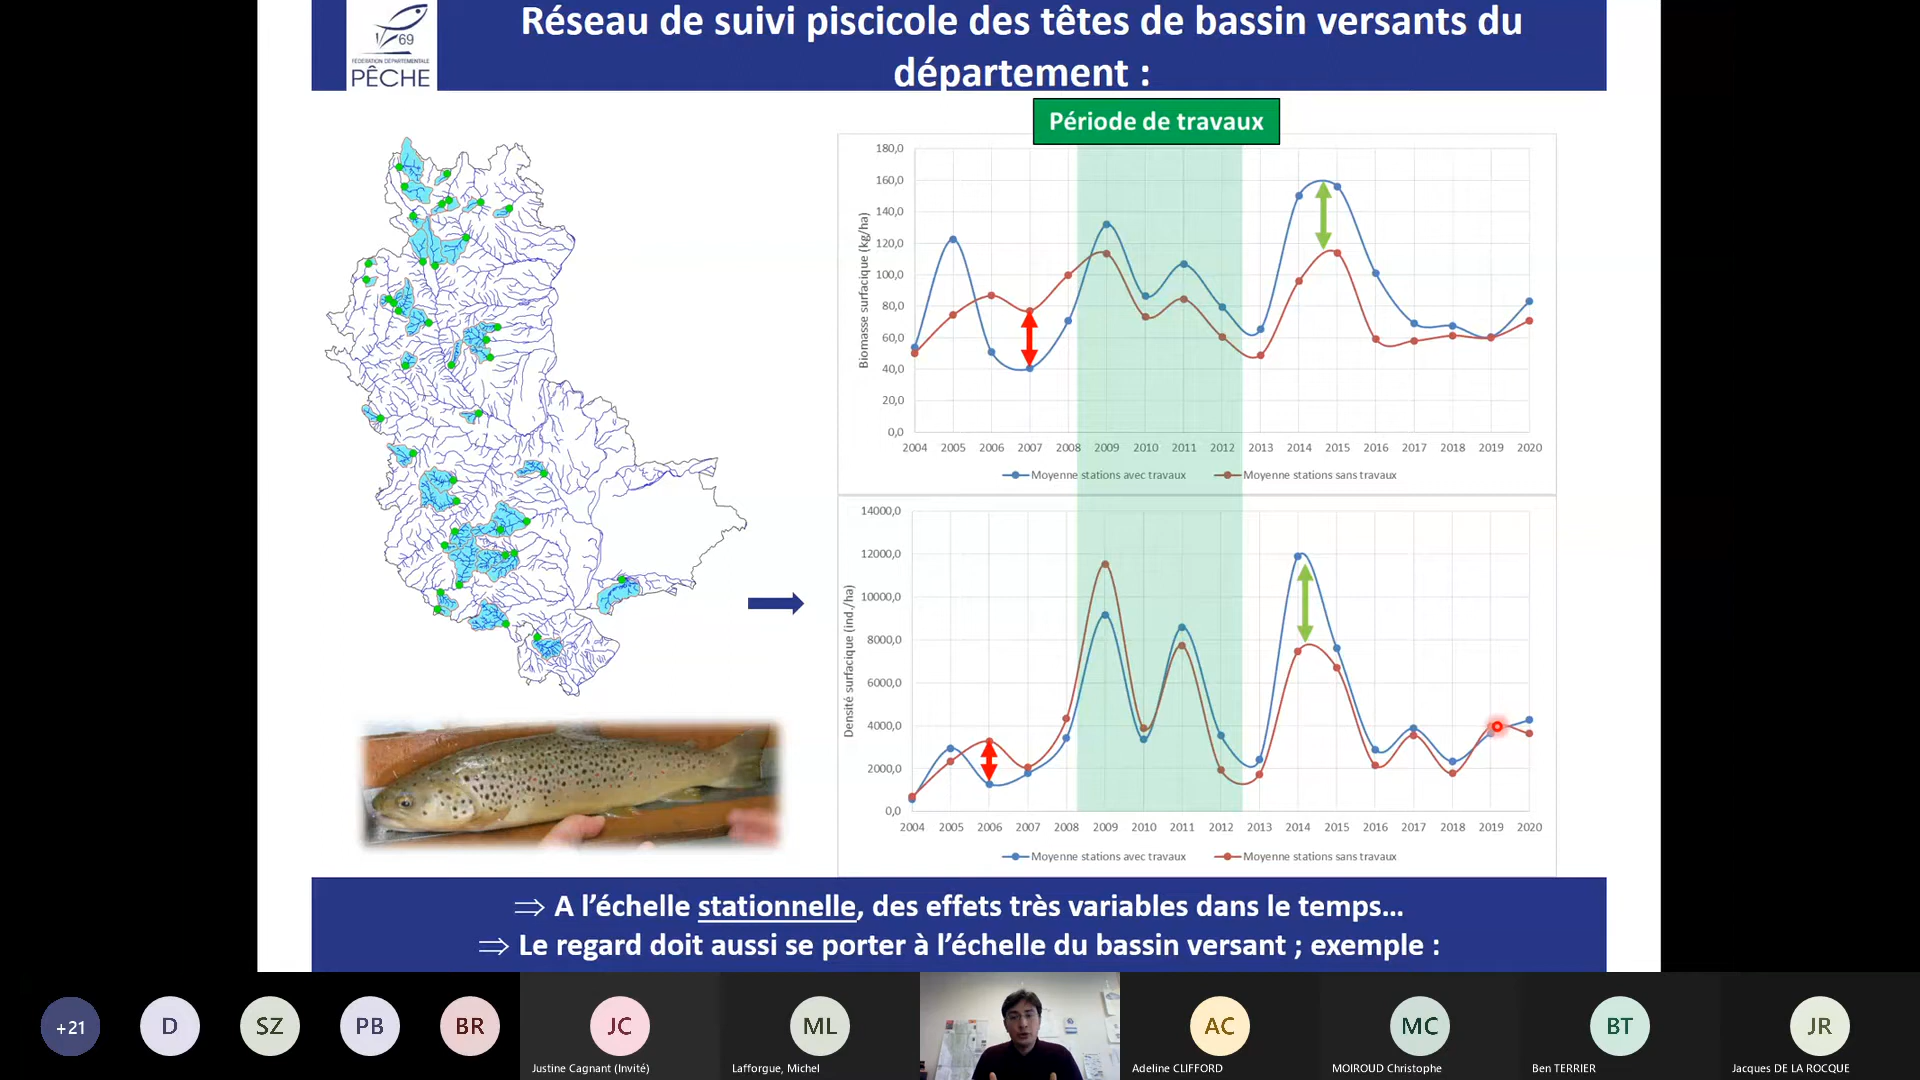 69
FÉDÉRATION DÉPARTEMENTALE
PÊCHE
Réseau de suivi piscicole des têtes de bassin versants du
département :
Période de travaux
Biomasse surfacique (kg/ha)
180,0
160,0
140,0
120,0
100,0
80,0
60,0
40,0
20,0
0,0
2004 2005 2006 2007 2008 2009 2010 2011 2012 2013 2014 2015 2016 2017 2018 2019 2020
Moyenne stations avec travaux Moyenne stations sans travaux
Densité surfacique (ind./ha)
14000,0
12000,0
10000,0
8000,0
6000,0
4000,0
2000,0
0,0
2004 2005 2006 2007 2008 2009 2010 2011 2012 2013 2014 2015 2016 2017 2018 2019 2020
Moyenne stations avec travaux Moyenne stations sans travaux
⇒ A l’échelle stationnelle, des effets très variables dans le temps…
⇒ Le regard doit aussi se porter à l’échelle du bassin versant ; exemple :
+21 D SZ PB BR JC ML AC MC BT JR
Justine Cagnant (Invité) Lafforgue, Michel Adeline CLIFFORD MOIROUD Christophe Ben TERRIER Jacques DE LA ROCQUE